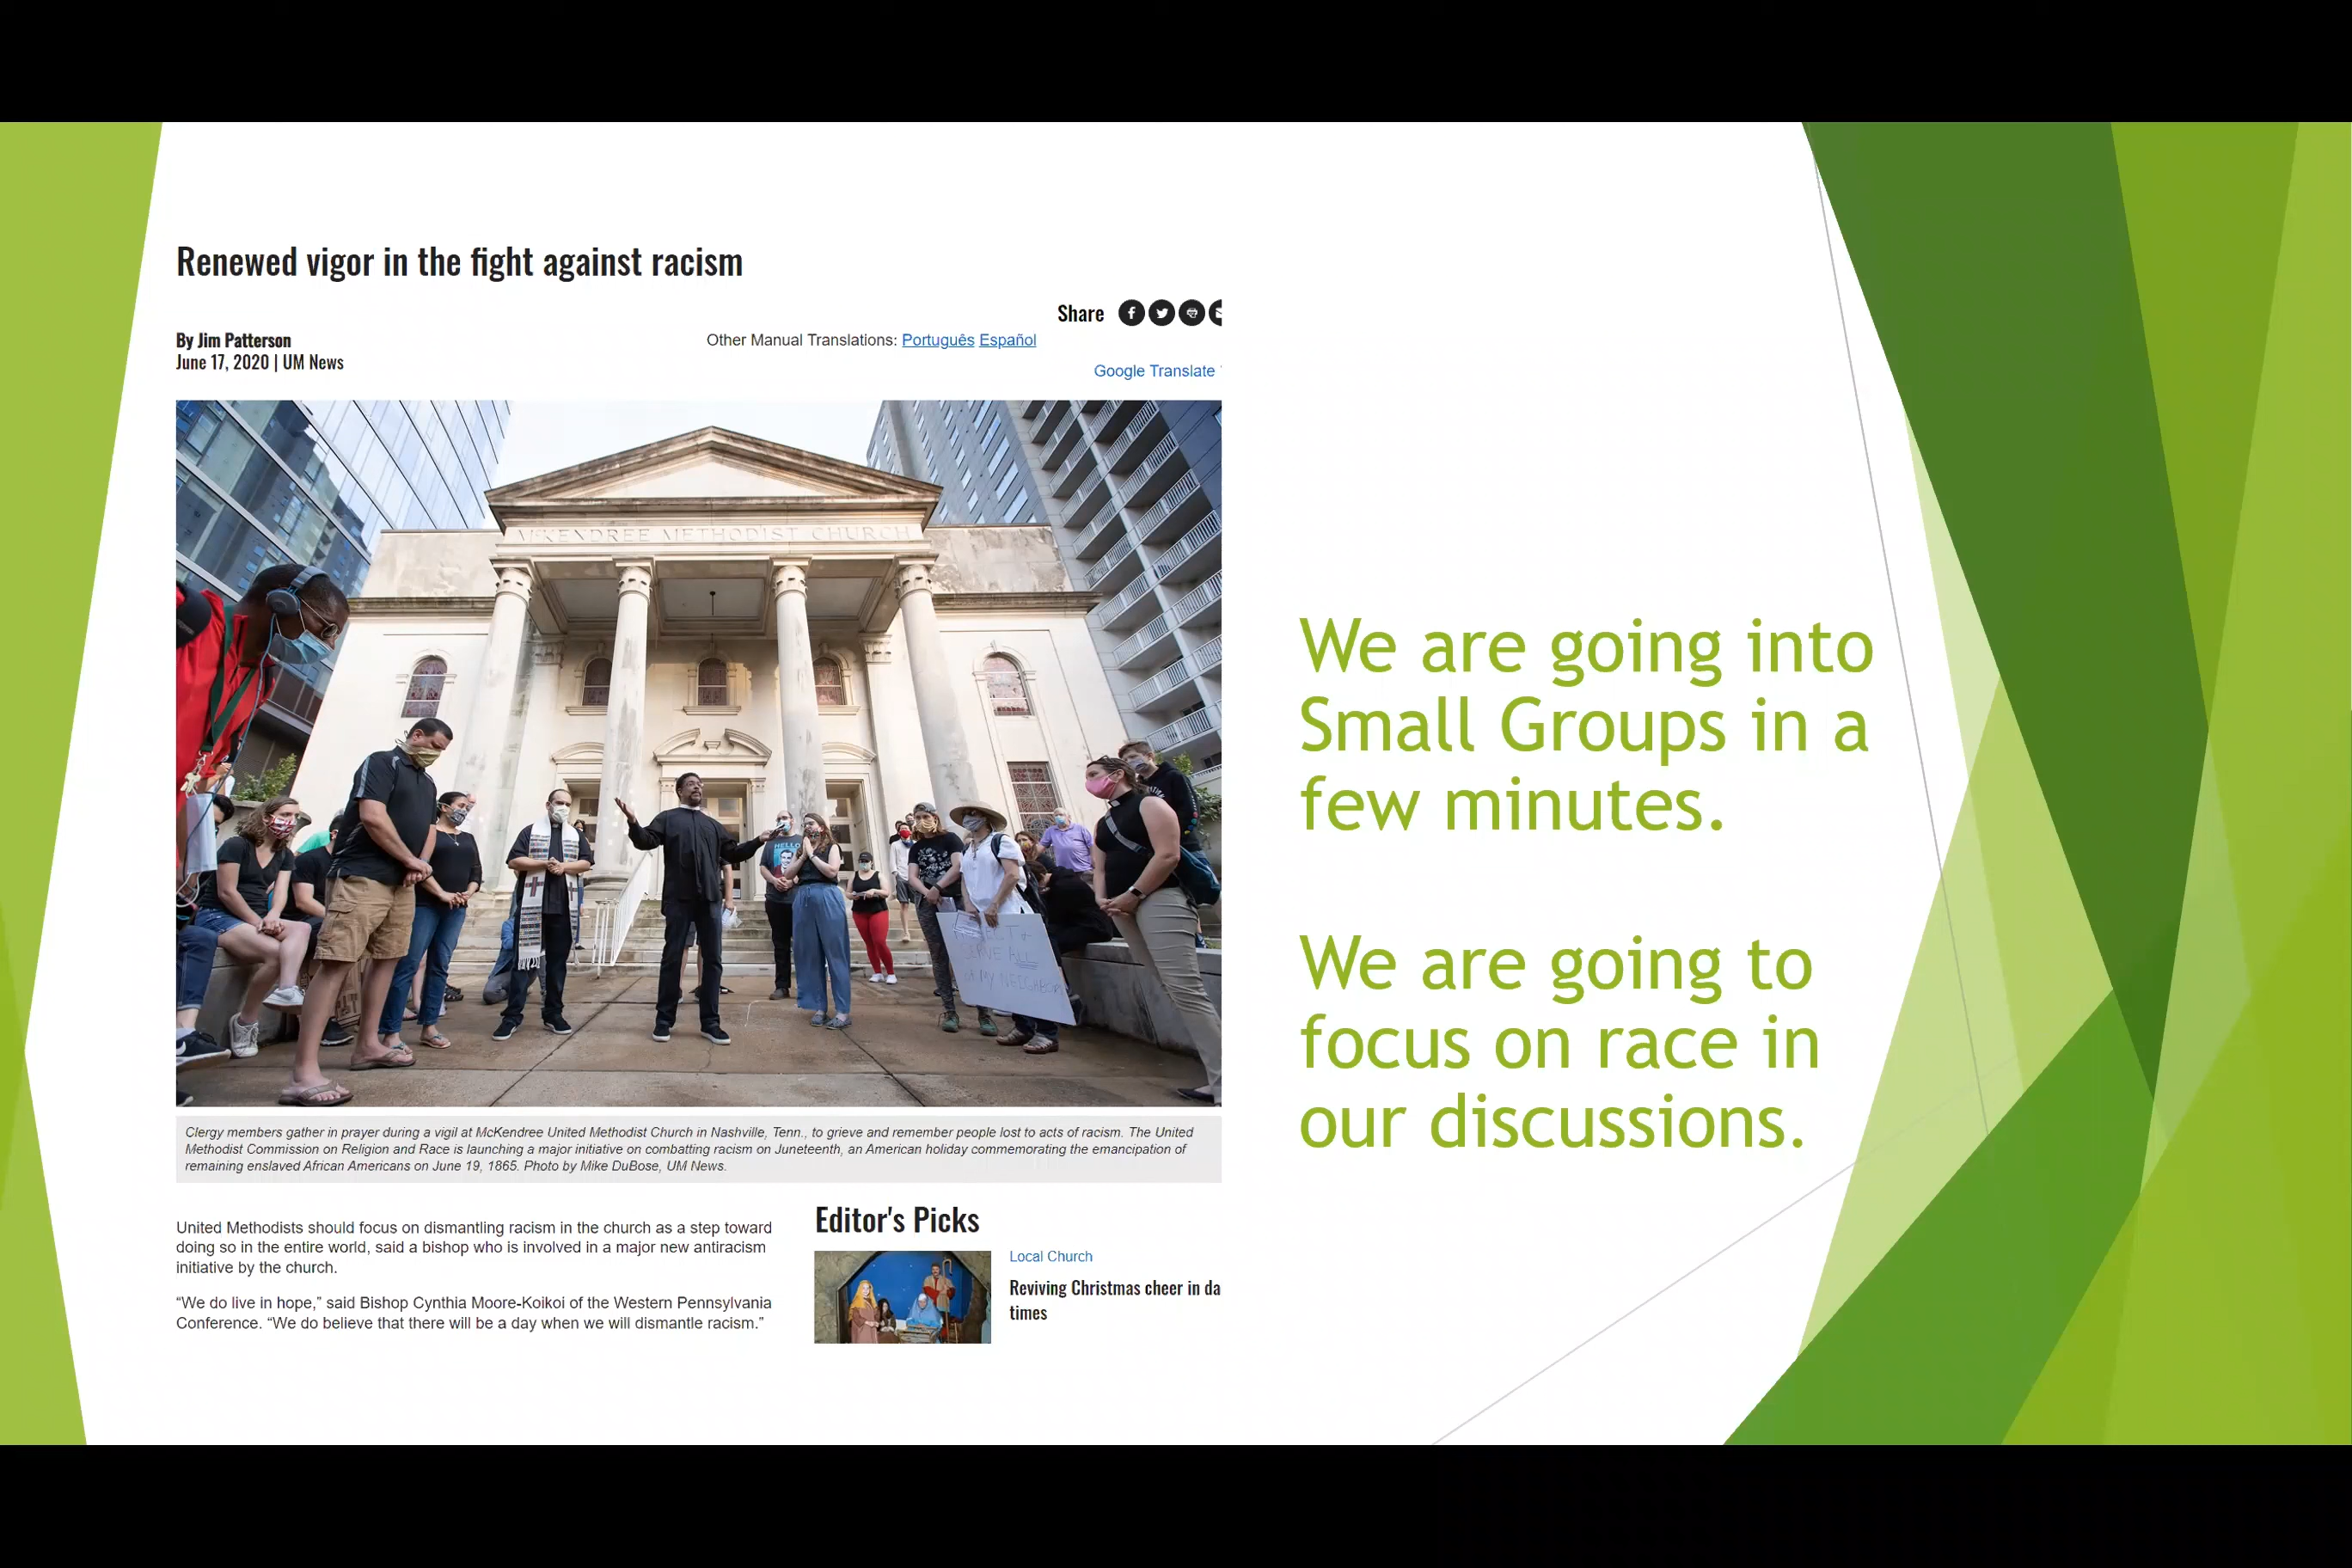 Renewed vigor in the fight against racism
Share
By Jim Patterson
Other Manual Translations: Português Español
June 17, 2020 | UM News
Google Translate
MCKENDREE METHODIST CHURCH
HELLO
SERVE ALL
OF MY NEIGHBORS
Clergy members gather in prayer during a vigil at McKendree United Methodist Church in Nashville, Tenn., to grieve and remember people lost to acts of racism. The United
Methodist Commission on Religion and Race is launching a major initiative on combatting racism on Juneteenth, an American holiday commemorating the emancipation of
remaining enslaved African Americans on June 19, 1865. Photo by Mike DuBose, UM News.
United Methodists should focus on dismantling racism in the church as a step toward
doing so in the entire world, said a bishop who is involved in a major new antiracism
initiative by the church.
“We do live in hope,” said Bishop Cynthia Moore-Koikoi of the Western Pennsylvania
Conference. “We do believe that there will be a day when we will dismantle racism.”
Editor's Picks
Local Church
Reviving Christmas cheer in da
times
We are going into
Small Groups in a
few minutes.
We are going to
focus on race in
our discussions.